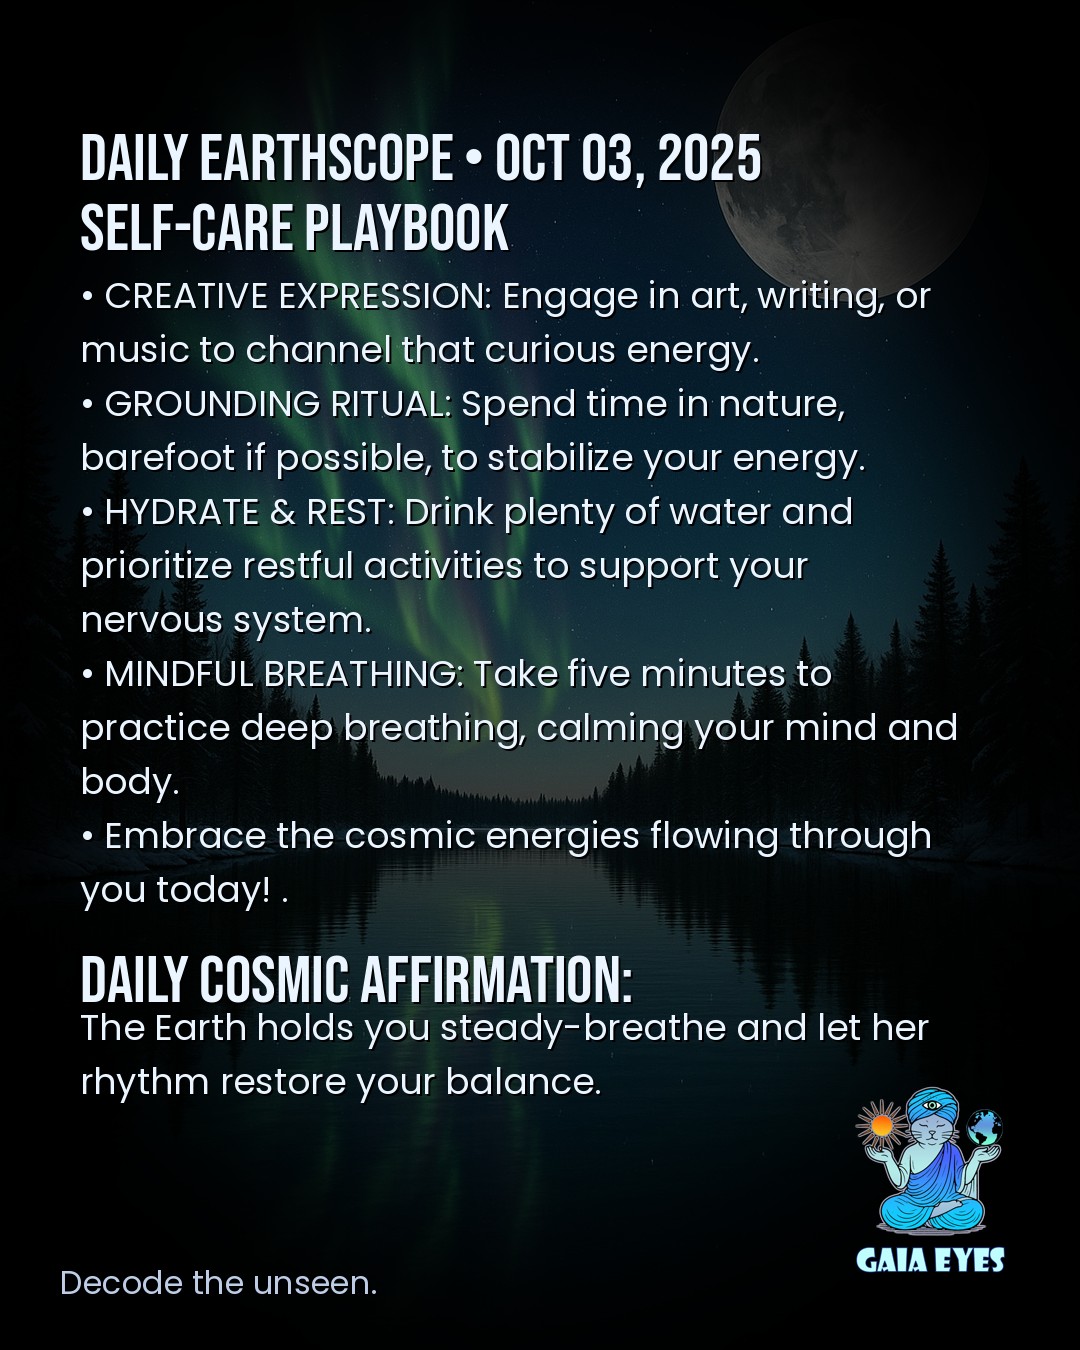 DAILY EARTHSCOPE • OCT 03, 2025
SELF-CARE PLAYBOOK
• CREATIVE EXPRESSION: Engage in art, writing, or
music to channel that curious energy.
• GROUNDING RITUAL: Spend time in nature,
barefoot if possible, to stabilize your energy.
• HYDRATE & REST: Drink plenty of water and
prioritize restful activities to support your
nervous system.
• MINDFUL BREATHING: Take five minutes to
practice deep breathing, calming your mind and
body.
• Embrace the cosmic energies flowing through
you today! .
DAILY COSMIC AFFIRMATION:
The Earth holds you steady-breathe and let her
rhythm restore your balance.
GAIA EYES
Decode the unseen.